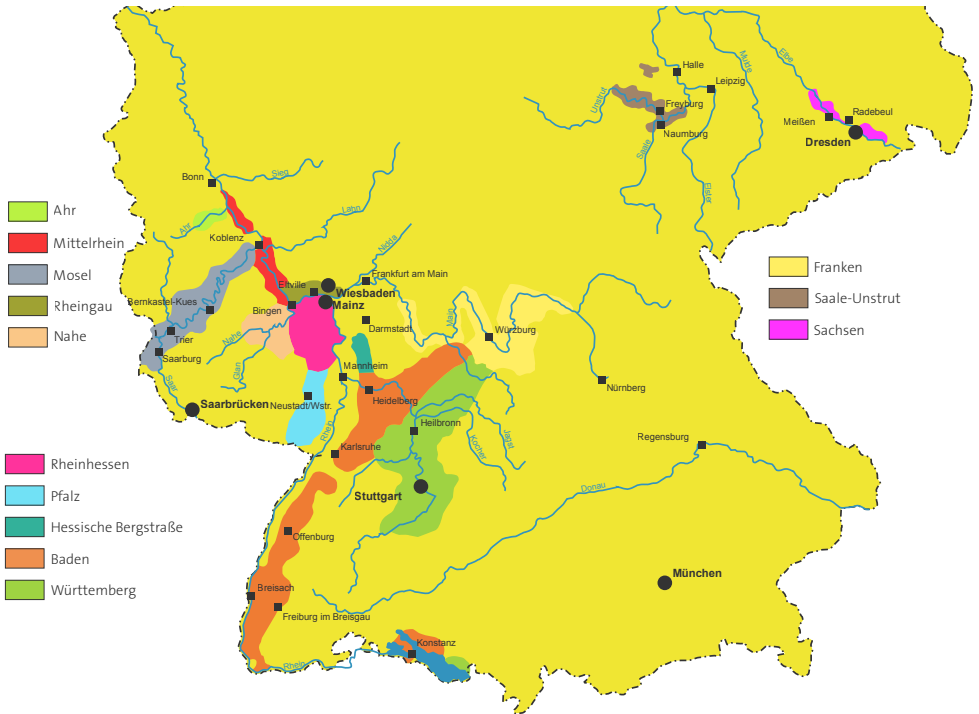 Halle
Leipzig
Mulde
Elbe
Unstrut
Freyburg
Naumburg
Saale
Elster
Meißen
Radebeul
Dresden
Bonn
Sieg
Ahr
Mittelrhein
Mosel
Rheingau
Nahe
Ahr
Lahn
Koblenz
Nidda
Frankfurt am Main
Eltville
Wiesbaden
Mainz
Bernkastel-Kues
Bingen
Darmstadt
Main
Würzburg
Trier
Nahe
Saarburg
Glan
Mannheim
Saar
Saarbrücken
Neustadt/Wstr.
Heidelberg
Nürnberg
Franken
Saale-Unstrut
Sachsen
Rhein
Heilbronn
Kocher
Jagst
Karlsruhe
Regensburg
Stuttgart
Donau
Rheinhessen
Pfalz
Hessische Bergstraße
Baden
Württemberg
Offenburg
München
Breisach
Freiburg im Breisgau
Konstanz
Rhein